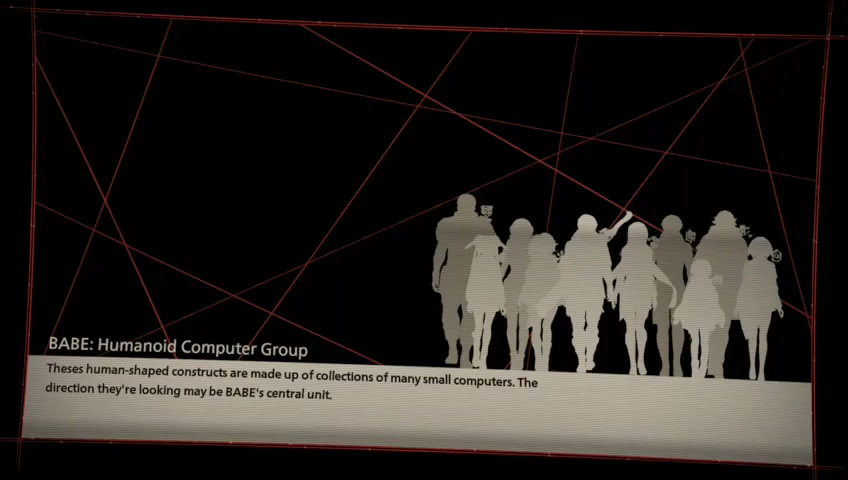 BABE: Humanoid Computer Group
Theses human-shaped constructs are made up of collections of many small computers. The
direction they're looking may be BABE's central unit.